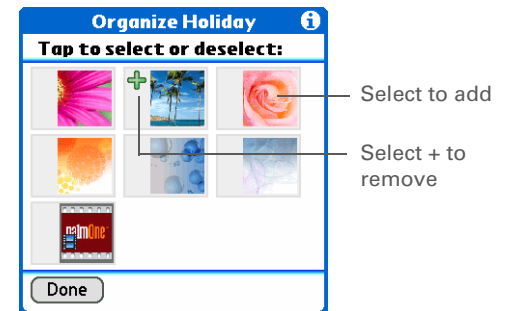 Organize Holiday
Tap to select or deselect:
Select to add
Select + to
remove
palmOne
Done